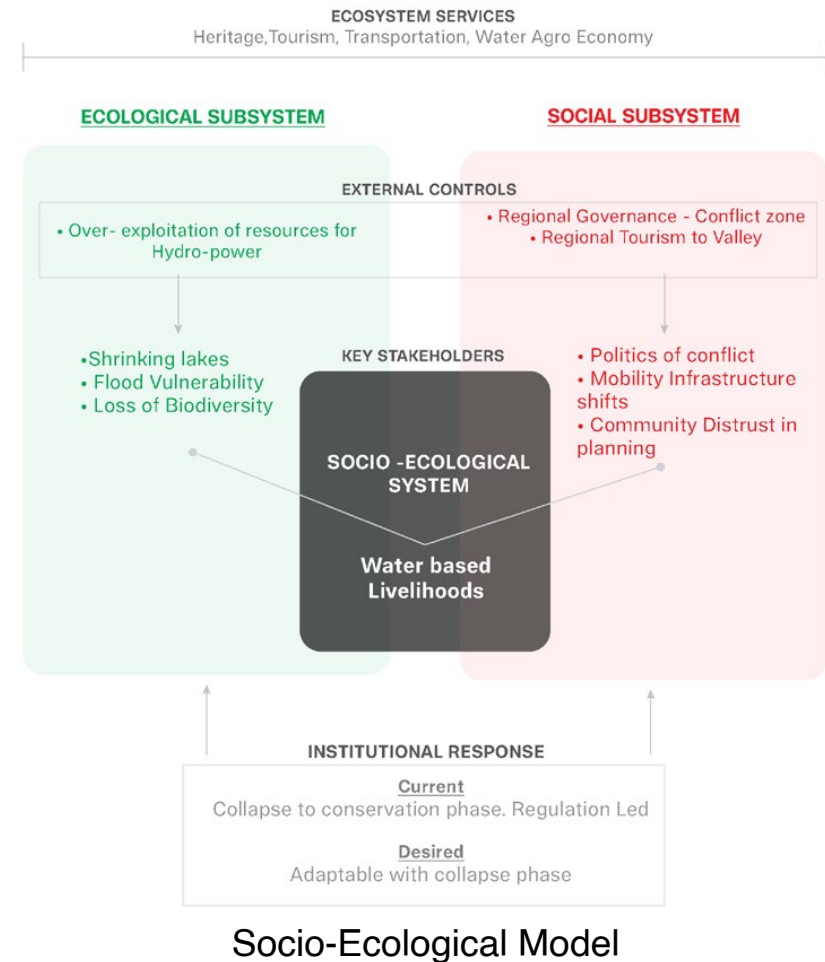 ECOSYSTEM SERVICES
Heritage,Tourism, Transportation, Water Agro Economy
ECOLOGICAL SUBSYSTEM
SOCIAL SUBSYSTEM
EXTERNAL CONTROLS
• Over- exploitation of resources for
Hydro-power
• Regional Governance - Conflict zone
• Regional Tourism to Valley
•Shrinking lakes
• Flood Vulnerability
• Loss of Biodiversity
KEY STAKEHOLDERS
• Politics of conflict
• Mobility Infrastructure
shifts
• Community Distrust in
planning
SOCIO -ECOLOGICAL
SYSTEM
Water based
Livelihoods
INSTITUTIONAL RESPONSE
Current
Collapse to conservation phase. Regulation Led
Desired
Adaptable with collapse phase
Socio-Ecological Model